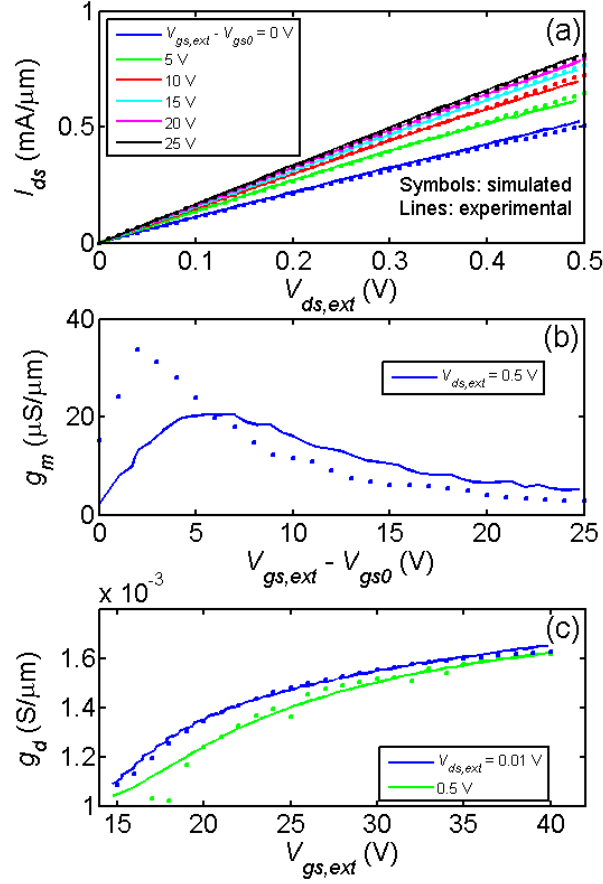 (a)
V_gs,ext - V_gs0 = 0 V
5 V
10 V
15 V
20 V
25 V
Symbols: simulated
Lines: experimental
I_ds (mA/μm)
1
0.5
0
0 0.1 0.2 0.3 0.4 0.5
V_ds,ext (V)
(b)
V_ds,ext = 0.5 V
g_m (μS/μm)
40
20
0
0 5 10 15 20 25
V_gs,ext - V_gs0 (V)
x 10^-3
(c)
g_d (S/μm)
1.6
1.4
1.2
1
V_ds,ext = 0.01 V
0.5 V
15 20 25 30 35 40
V_gs,ext (V)